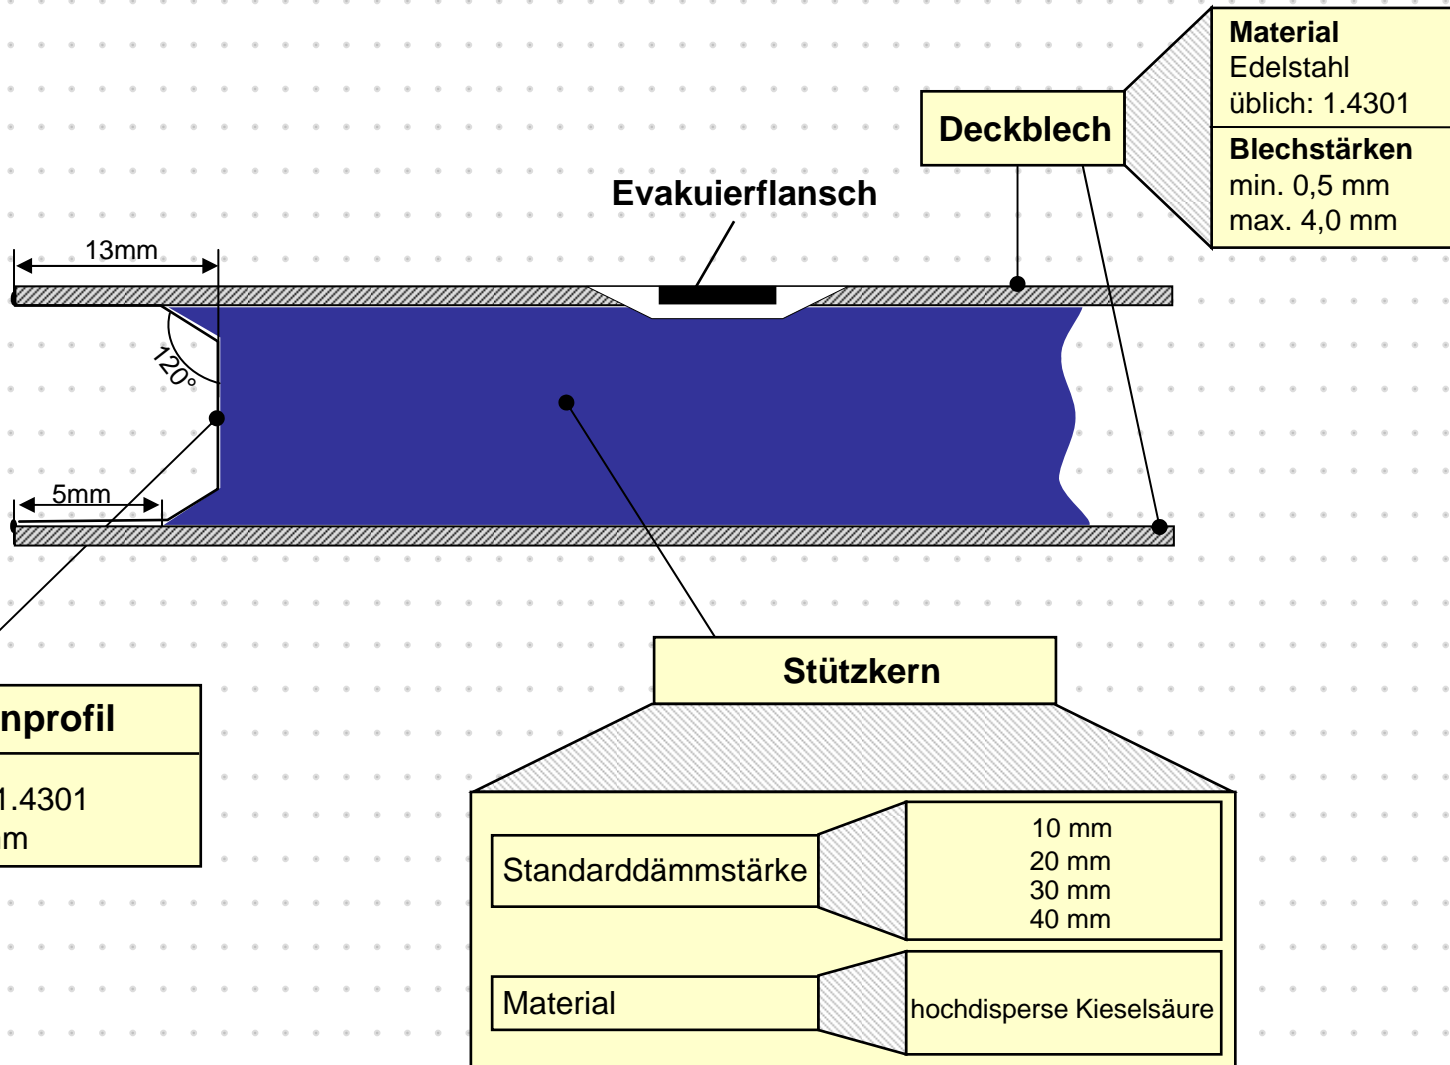 Material
Edelstahl
üblich: 1.4301
Deckblech
Blechstärken
min. 0,5 mm
max. 4,0 mm
Evakuierflansch
13mm
120°
5mm
Stützkern
nprofil
1.4301
m
Standarddämmstärke
10 mm
20 mm
30 mm
40 mm
Material
hochdisperse Kieselsäure